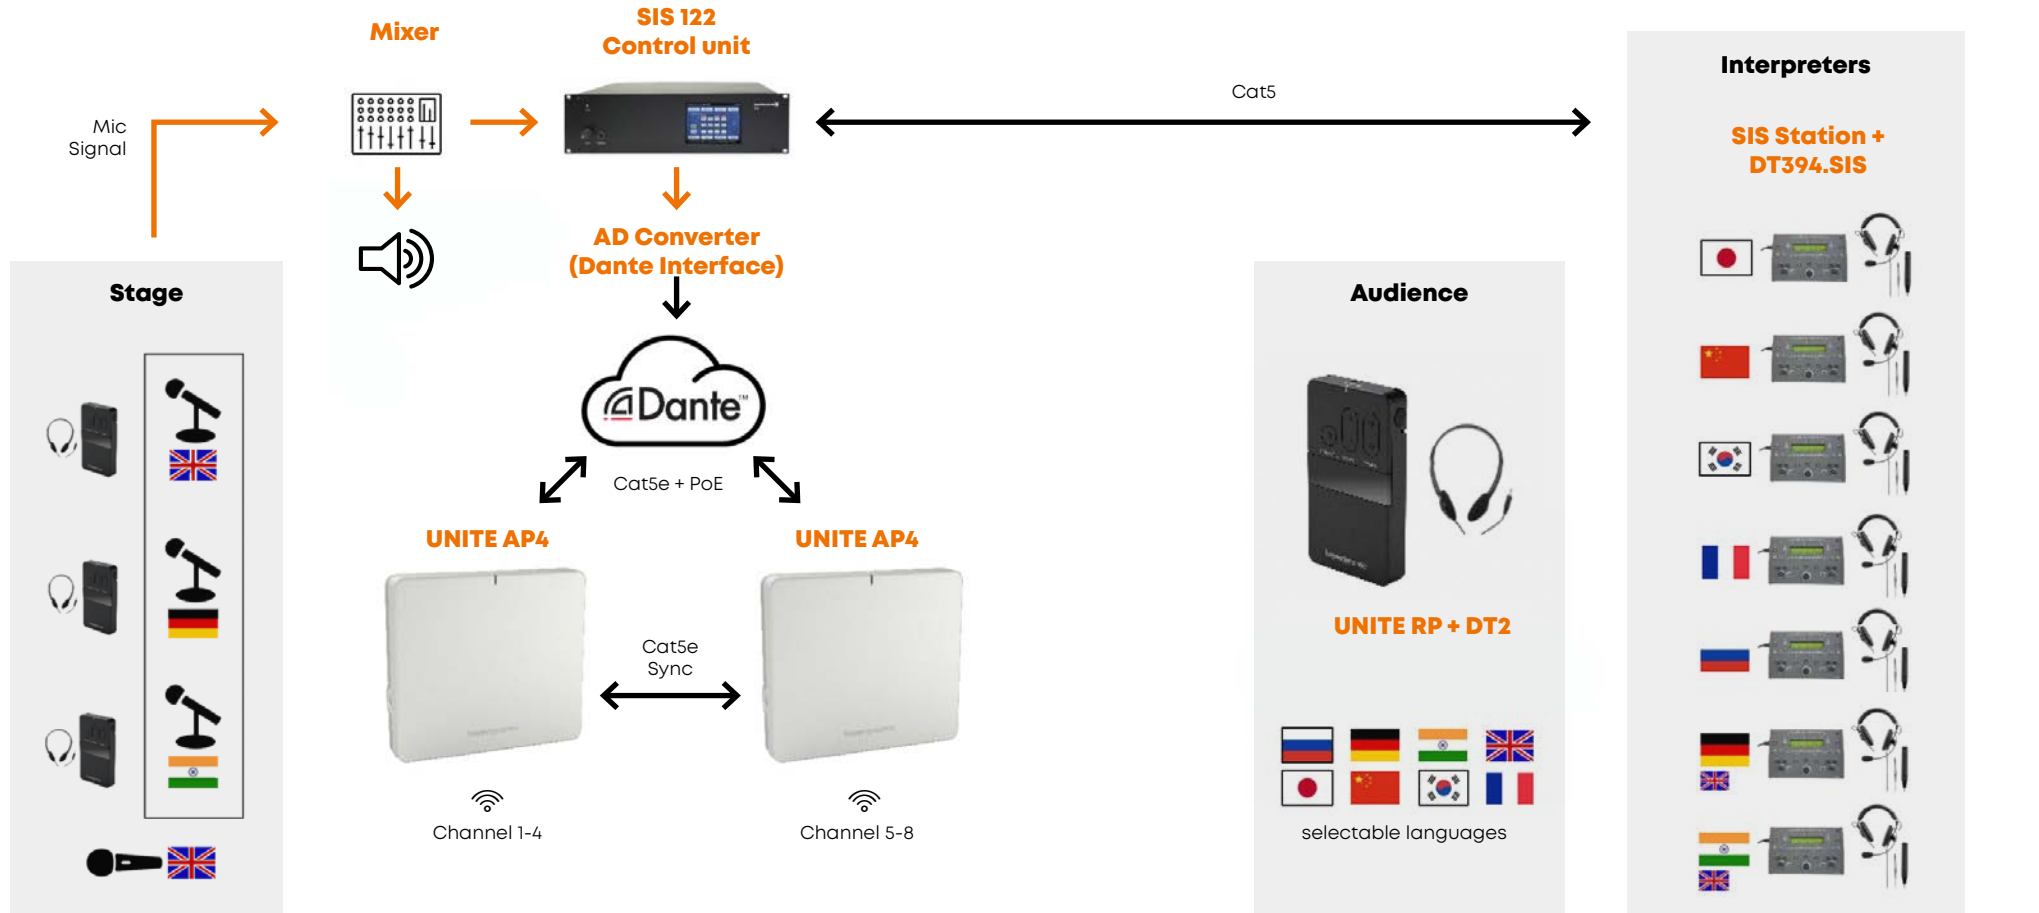 Mixer
SIS 122
Control unit
Mic
Signal
Cat5
AD Converter
(Dante Interface)
Dante™
Cat5e + PoE
UNITE AP4
UNITE AP4
Cat5e
Sync
Channel 1-4
Channel 5-8
Stage
Audience
UNITE RP + DT2
selectable languages
Interpreters
SIS Station +
DT394.SIS